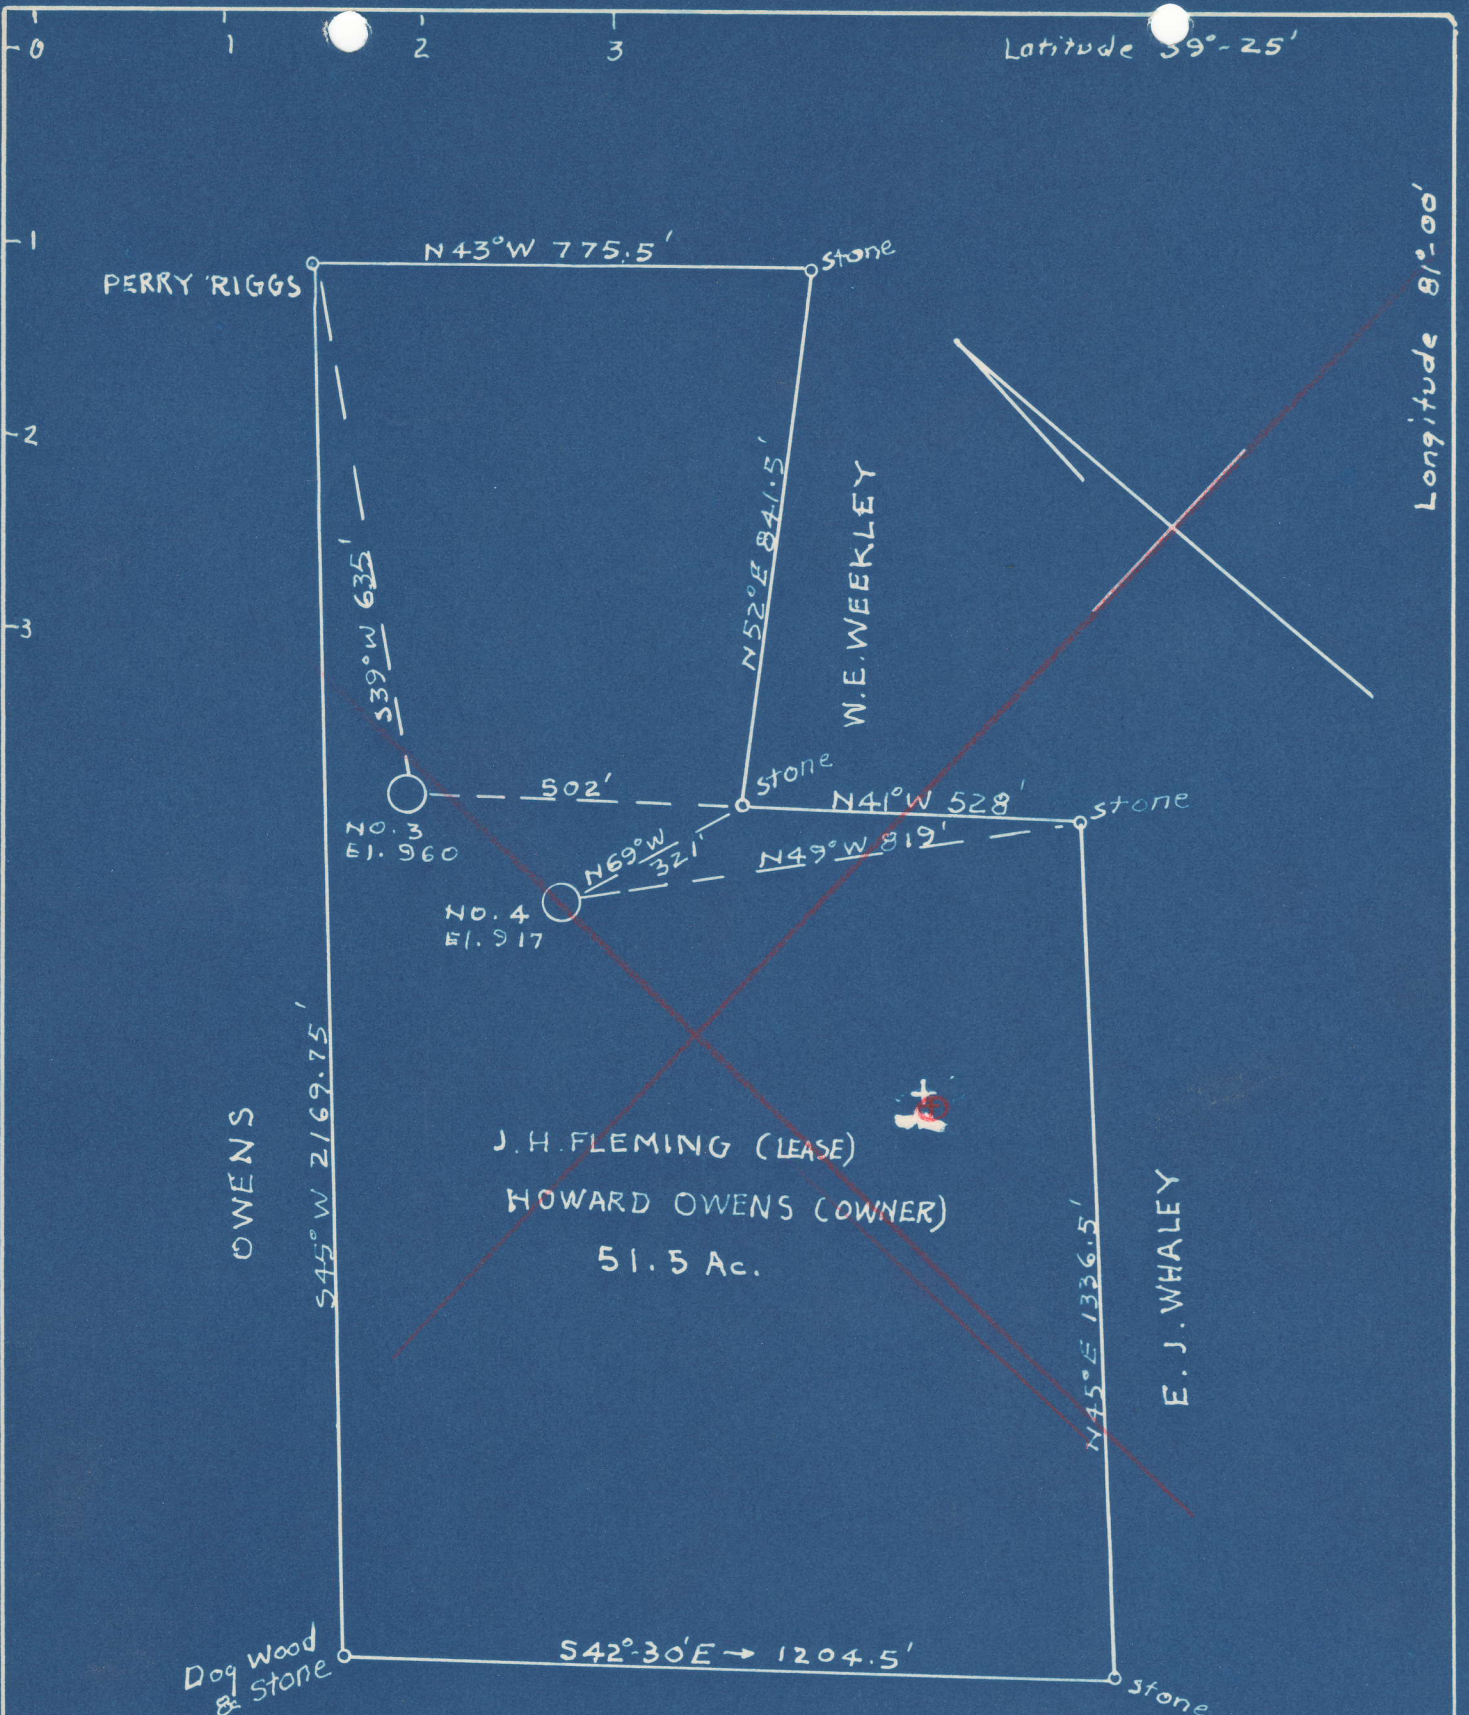 0 1 2 3 Latitude 39°-25'
1
2
3
Longitude 81°-00'
N43°W 775.5'
stone
PERRY RIGGS
N52°E 841.5'
W.E. WEEKLEY
S39°W 635'
502'
stone
N41°W 528'
stone
NO. 3
El. 960
N69°W
321'
N49°W 819'
NO. 4
El. 917
S45°W 2169.75'
OWENS
J. H. FLEMING (LEASE)
HOWARD OWENS (OWNER)
51.5 Ac.
N45°E 1336.5'
E. J. WHALEY
Dog Wood
& Stone
S42°-30'E → 1204.5'
stone